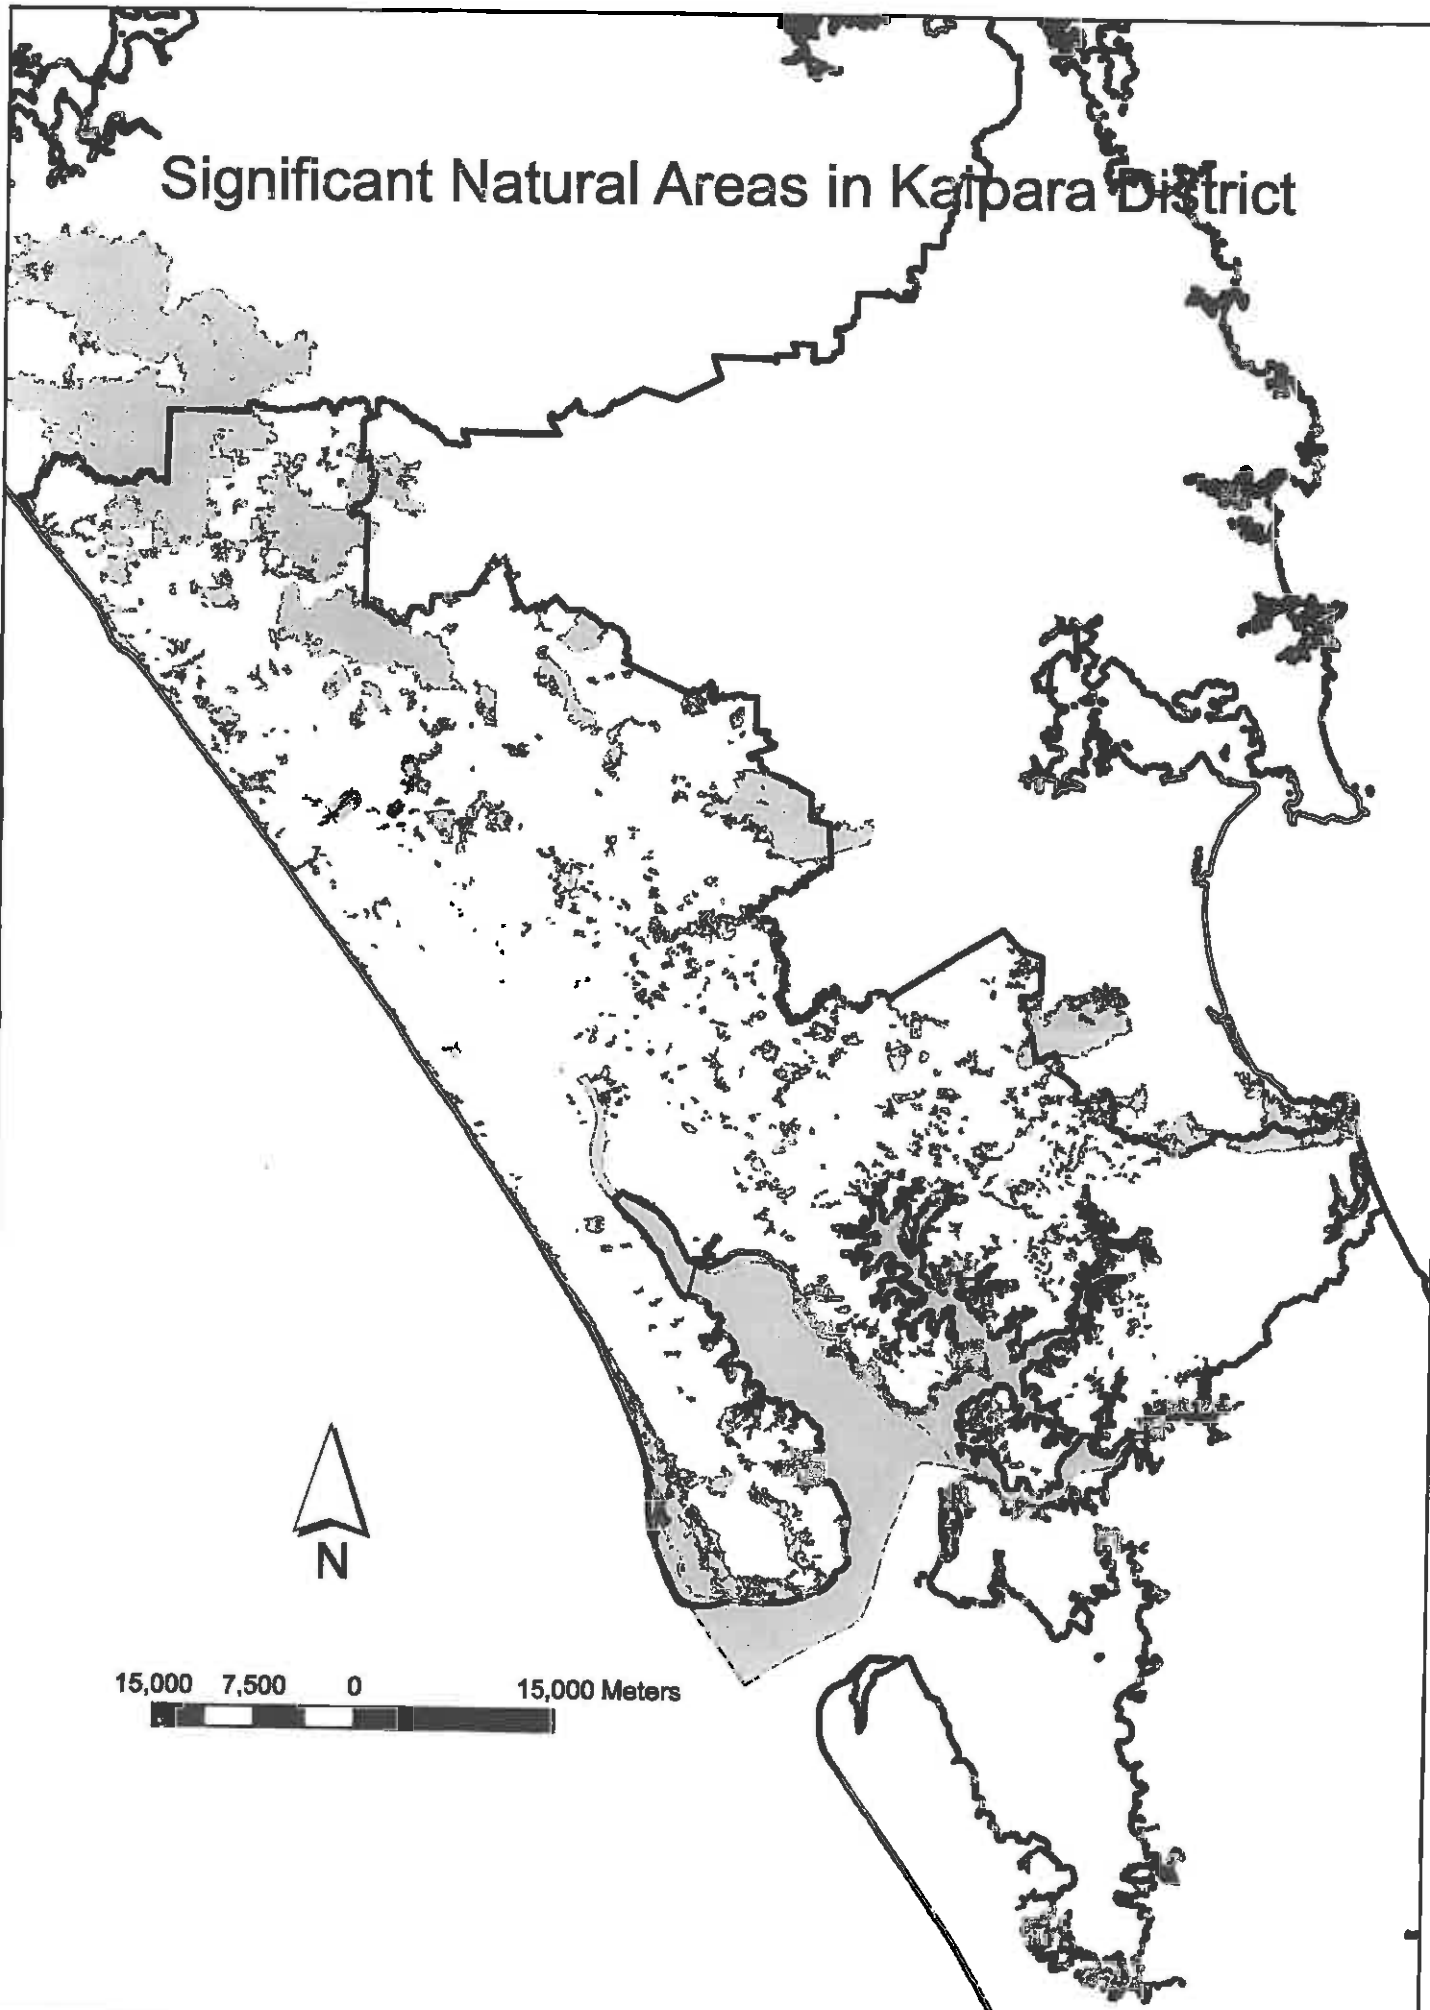 Significant Natural Areas in Kaipara District
N
15,000 7,500 0 15,000 Meters